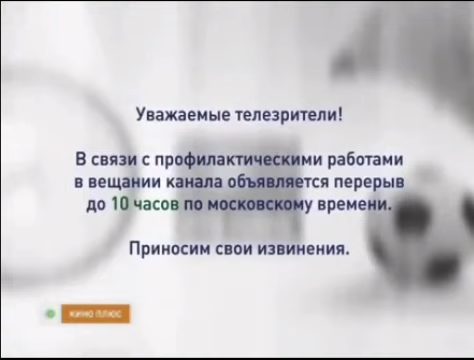 Уважаемые телезрители!
В связи с профилактическими работами
в вещании канала объявляется перерыв
до 10 часов по московскому времени.
Приносим свои извинения.
КИНО ПЛЮС